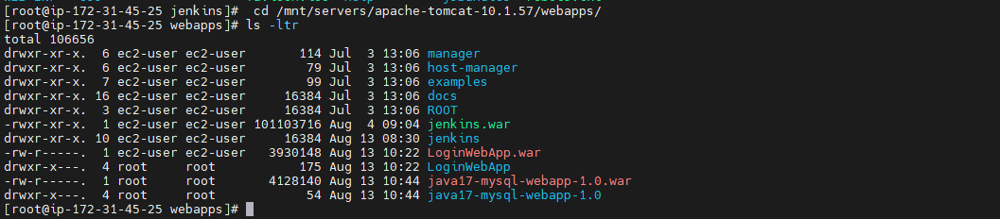 [root@ip-172-31-45-25 jenkins]# cd /mnt/servers/apache-tomcat-10.1.57/webapps/
[root@ip-172-31-45-25 webapps]# ls -ltr
total 106656
drwxr-xr-x.  6 ec2-user ec2-user       114 Jul  3 13:06 manager
drwxr-xr-x.  6 ec2-user ec2-user        79 Jul  3 13:06 host-manager
drwxr-xr-x.  7 ec2-user ec2-user        99 Jul  3 13:06 examples
drwxr-xr-x. 16 ec2-user ec2-user     16384 Jul  3 13:06 docs
drwxr-xr-x.  3 ec2-user ec2-user     16384 Jul  3 13:06 ROOT
-rwxr-xr-x.  1 ec2-user ec2-user 101103716 Aug  4 09:04 jenkins.war
drwxr-xr-x. 10 ec2-user ec2-user     16384 Aug 13 08:30 jenkins
-rw-r-----.  1 ec2-user ec2-user   3930148 Aug 13 10:22 LoginWebApp.war
drwxr-x---.  4 root     root           175 Aug 13 10:22 LoginWebApp
-rw-r-----.  1 root     root       4128140 Aug 13 10:44 java17-mysql-webapp-1.0.war
drwxr-x---.  4 root     root            54 Aug 13 10:44 java17-mysql-webapp-1.0
[root@ip-172-31-45-25 webapps]#